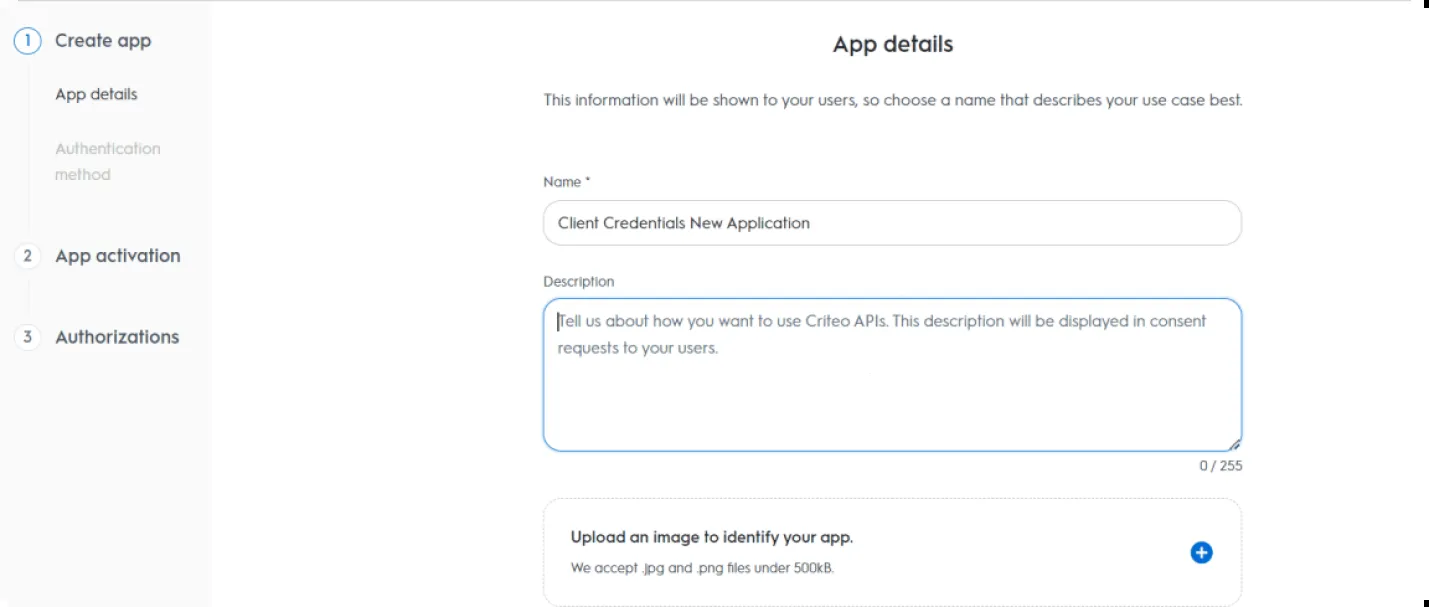 1 Create app
App details
Authentication
method
2 App activation
3 Authorizations
App details
This information will be shown to your users, so choose a name that describes your use case best.
Name *
Client Credentials New Application
Description
Tell us about how you want to use Criteo APIs. This description will be displayed in consent
requests to your users.
0 / 255
Upload an image to identify your app.
We accept .jpg and .png files under 500kB.